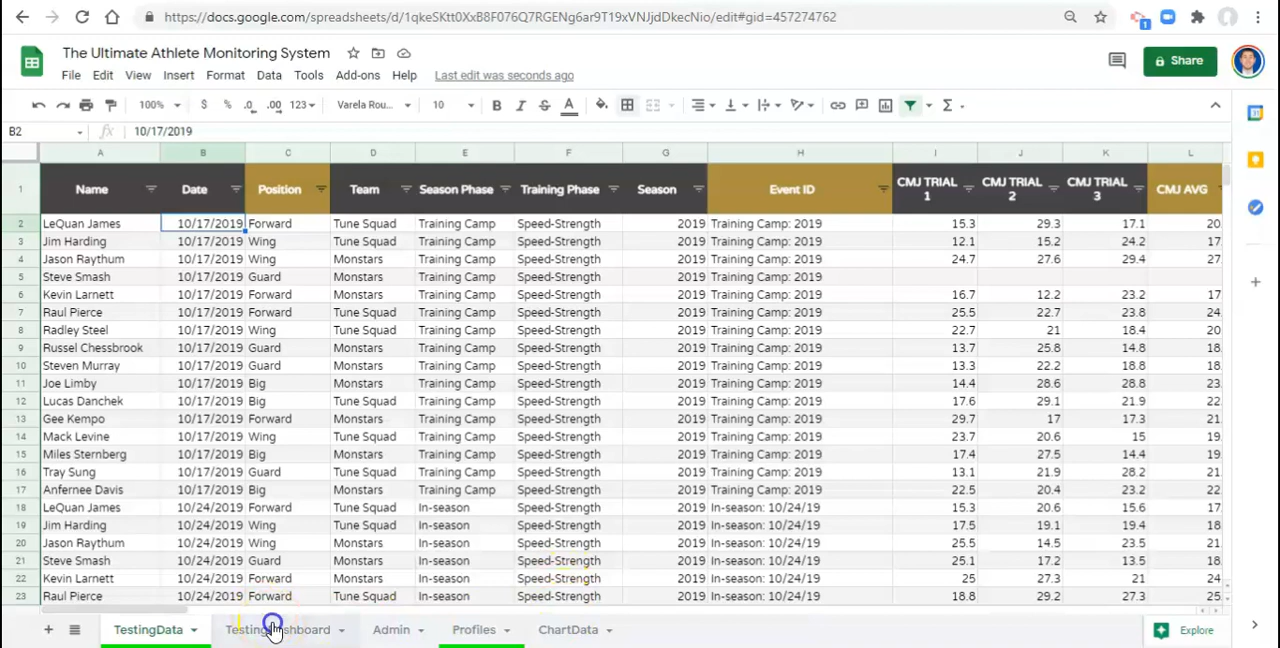 https://docs.google.com/spreadsheets/d/1qkeSKtt0XxB8F07Q7RGENg6ar9T19xVNJjdDkecNio/edit#gid=457274762
1
The Ultimate Athlete Monitoring System
File Edit View Insert Format Data Tools Add-ons Help Last edit was seconds ago
Share
100% $ % .0 .00 123 Varela Rou... 10 B I S A Σ
B2 fx 10/17/2019
A B C D E F G H I J K L
1 Name Date Position Team Season Phase Training Phase Season Event ID CMJ TRIAL 1 CMJ TRIAL 2 CMJ TRIAL 3 CMJ AVG
2 LeQuan James 10/17/2019 Forward Tune Squad Training Camp Speed-Strength 2019 Training Camp: 2019 15.3 29.3 17.1 20.
3 Jim Harding 10/17/2019 Wing Tune Squad Training Camp Speed-Strength 2019 Training Camp: 2019 12.1 15.2 24.2 17.
4 Jason Raythum 10/17/2019 Wing Monstars Training Camp Speed-Strength 2019 Training Camp: 2019 24.7 27.6 29.4 27.
5 Steve Smash 10/17/2019 Guard Monstars Training Camp Speed-Strength 2019 Training Camp: 2019
6 Kevin Larnett 10/17/2019 Forward Monstars Training Camp Speed-Strength 2019 Training Camp: 2019 16.7 12.2 23.2 17.
7 Raul Pierce 10/17/2019 Forward Tune Squad Training Camp Speed-Strength 2019 Training Camp: 2019 25.5 22.7 23.8 24.
8 Radley Steel 10/17/2019 Wing Tune Squad Training Camp Speed-Strength 2019 Training Camp: 2019 22.7 21 18.4 20.
9 Russel Chessbrook 10/17/2019 Guard Monstars Training Camp Speed-Strength 2019 Training Camp: 2019 13.7 25.8 14.8 18.
10 Steven Murray 10/17/2019 Guard Monstars Training Camp Speed-Strength 2019 Training Camp: 2019 13.3 22.2 18.8 18.
11 Joe Limby 10/17/2019 Big Monstars Training Camp Speed-Strength 2019 Training Camp: 2019 14.4 28.6 28.8 23.
12 Lucas Danchek 10/17/2019 Big Tune Squad Training Camp Speed-Strength 2019 Training Camp: 2019 17.6 29.1 21.9 22.
13 Gee Kempo 10/17/2019 Forward Monstars Training Camp Speed-Strength 2019 Training Camp: 2019 29.7 17 17.3 21.
14 Mack Levine 10/17/2019 Wing Tune Squad Training Camp Speed-Strength 2019 Training Camp: 2019 23.7 20.6 15 19.
15 Miles Sternberg 10/17/2019 Big Monstars Training Camp Speed-Strength 2019 Training Camp: 2019 17.4 27.5 14.4 19.
16 Tray Sung 10/17/2019 Guard Tune Squad Training Camp Speed-Strength 2019 Training Camp: 2019 13.1 21.9 28.2 21.
17 Anfernee Davis 10/17/2019 Big Monstars Training Camp Speed-Strength 2019 Training Camp: 2019 22.5 20.4 23.2 22.
18 LeQuan James 10/24/2019 Forward Tune Squad In-season Speed-Strength 2019 In-season: 10/24/19 15.3 20.6 15.6 17.
19 Jim Harding 10/24/2019 Wing Tune Squad In-season Speed-Strength 2019 In-season: 10/24/19 17.5 19.1 19.4 18.
20 Jason Raythum 10/24/2019 Wing Monstars In-season Speed-Strength 2019 In-season: 10/24/19 25.5 14.5 23.5 21.
21 Steve Smash 10/24/2019 Guard Monstars In-season Speed-Strength 2019 In-season: 10/24/19 25.1 17.2 13.5 18.
22 Kevin Larnett 10/24/2019 Forward Monstars In-season Speed-Strength 2019 In-season: 10/24/19 25 27.3 21 24.
23 Raul Pierce 10/24/2019 Forward Tune Squad In-season Speed-Strength 2019 In-season: 10/24/19 18.8 29.2 27.3 25.
TestingData TestingDashboard Admin Profiles ChartData Explore